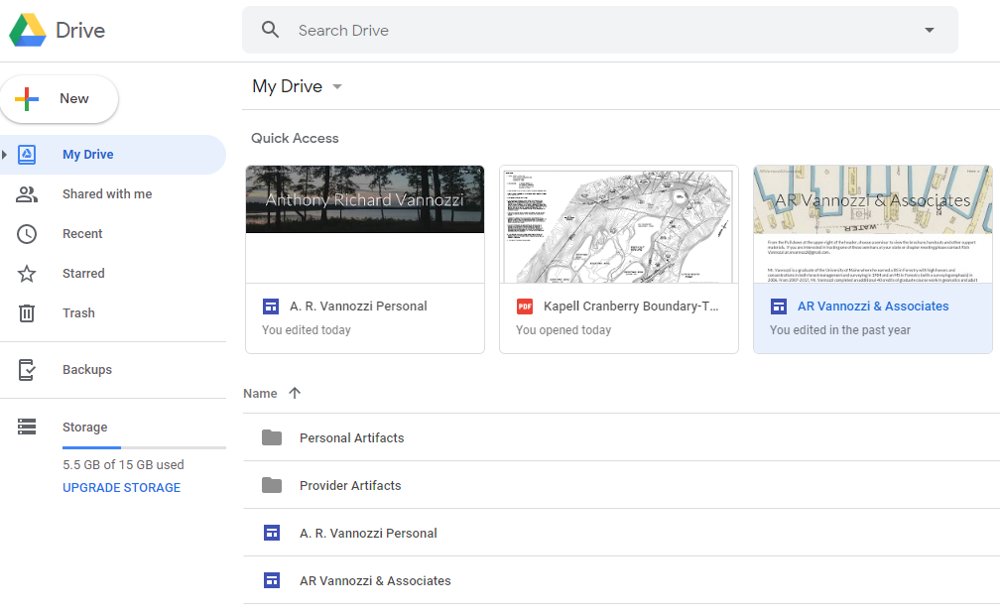 Drive
Search Drive
New
My Drive
Shared with me
Recent
Starred
Trash
Backups
Storage
5.5 GB of 15 GB used
UPGRADE STORAGE
My Drive
Quick Access
Anthony Richard Vannozzi
A. R. Vannozzi Personal
You edited today
PDF
Kapell Cranberry Boundary-T...
You opened today
AR Vannozzi & Associates
WATER
AR Vannozzi & Associates
You edited in the past year
Name
Personal Artifacts
Provider Artifacts
A. R. Vannozzi Personal
AR Vannozzi & Associates